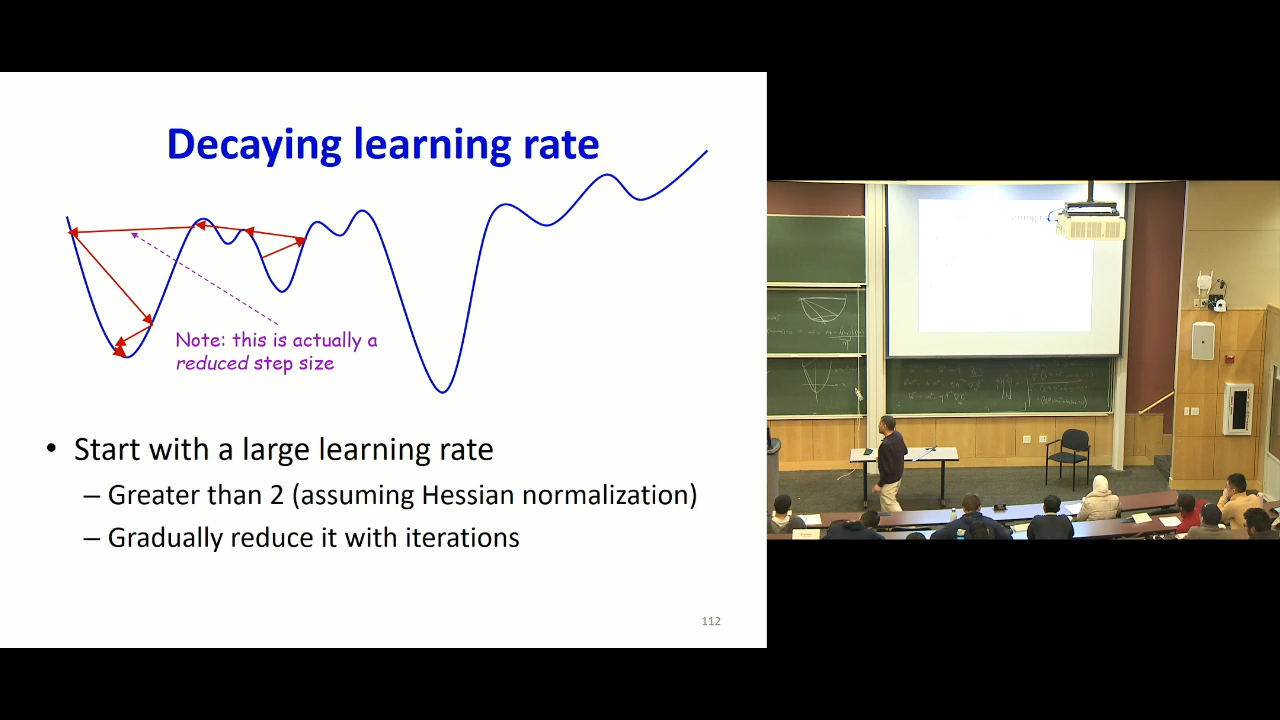 Decaying learning rate
Note: this is actually a
reduced step size
• Start with a large learning rate
– Greater than 2 (assuming Hessian normalization)
– Gradually reduce it with iterations
112